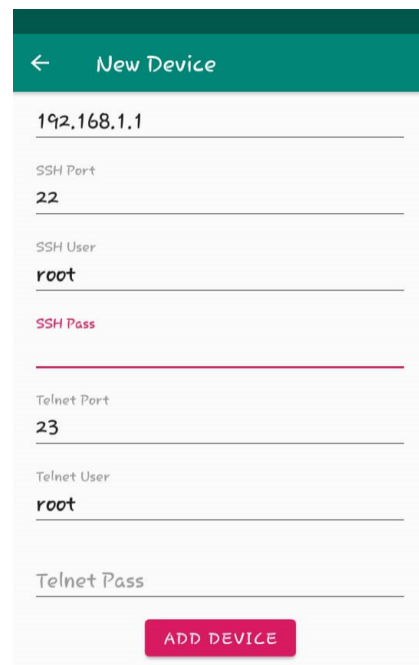 New Device
192.168.1.1
SSH Port
22
SSH User
root
SSH Pass
Telnet Port
23
Telnet User
root
Telnet Pass
ADD DEVICE